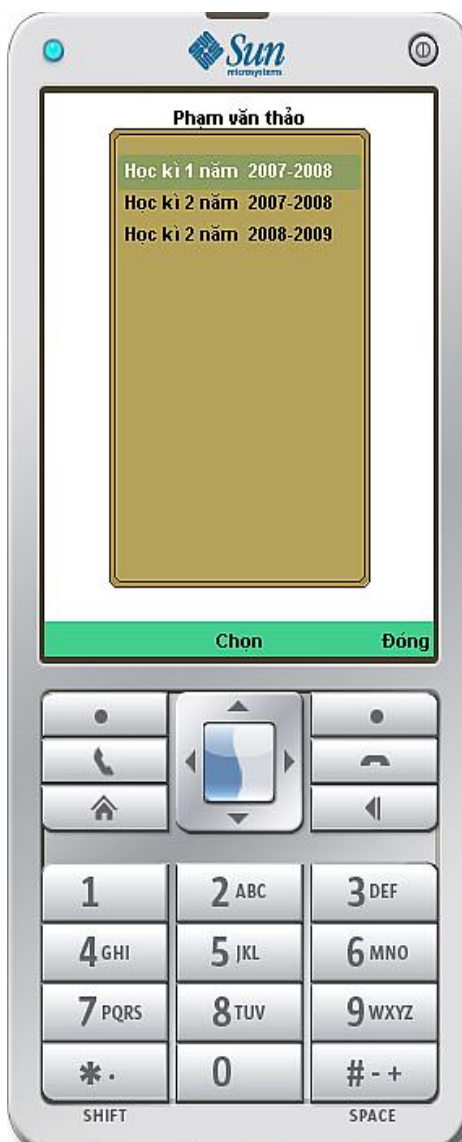 Sun
microsystems
Phạm văn thảo
Học kì 1 năm 2007-2008
Học kì 2 năm 2007-2008
Học kì 2 năm 2008-2009
Chọn Đóng
1 2 ABC 3 DEF
4 GHI 5 JKL 6 MNO
7 PQRS 8 TUV 9 WXYZ
* . 0 # - +
SHIFT SPACE